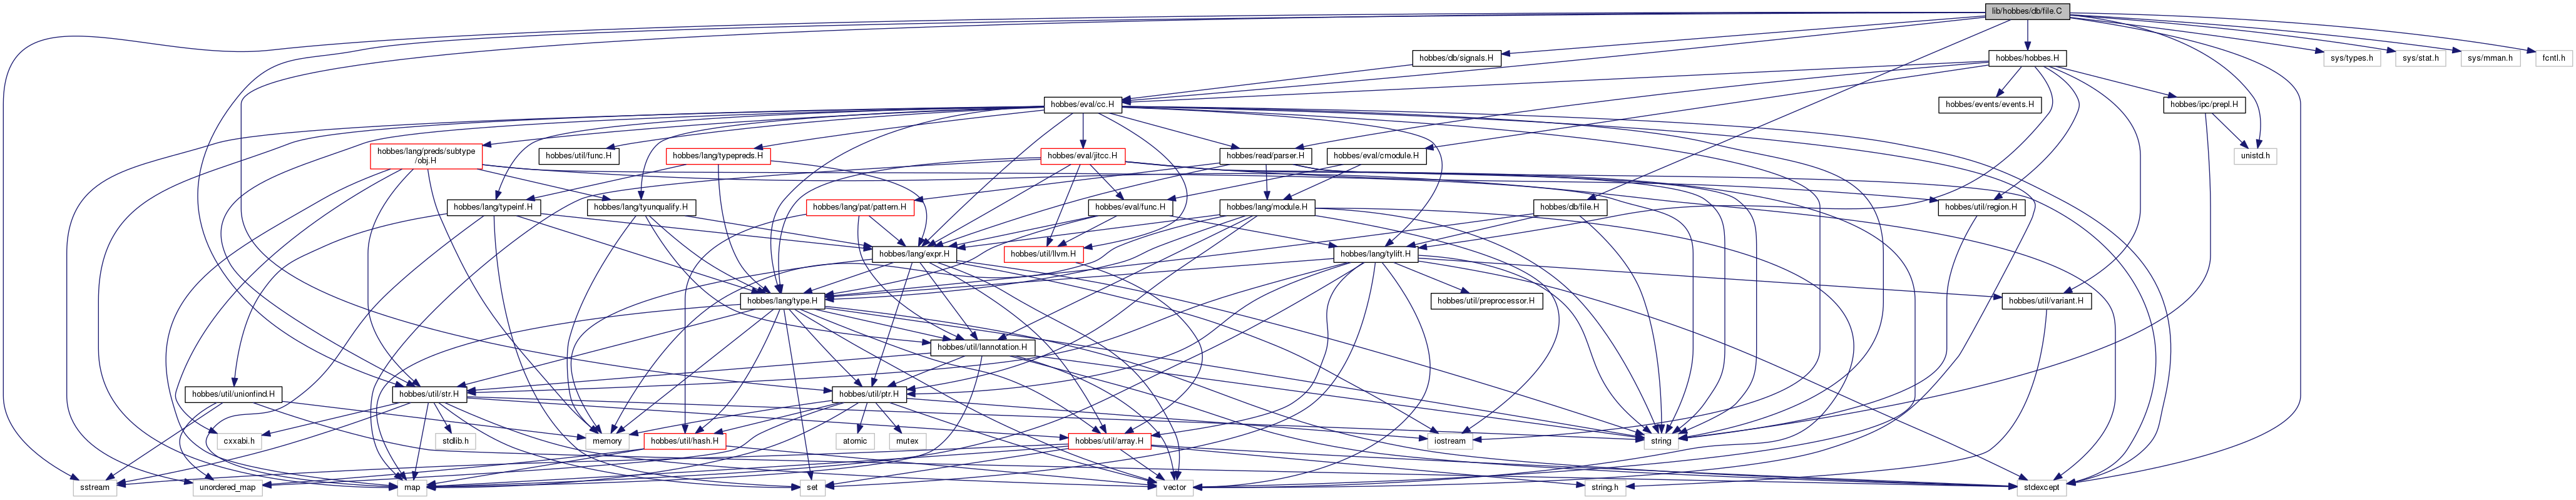 lib/hobbes/db/file.C
hobbes/db/signals.H
hobbes/hobbes.H
sys/types.h
sys/stat.h
sys/mman.h
fcntl.h
hobbes/eval/cc.H
hobbes/events/events.H
hobbes/ipc/prepl.H
hobbes/lang/preds/subtype
/obj.H
hobbes/util/func.H
hobbes/lang/typepreds.H
hobbes/eval/jitcc.H
hobbes/read/parser.H
hobbes/eval/cmodule.H
unistd.h
hobbes/lang/typeinf.H
hobbes/lang/tyunqualify.H
hobbes/lang/pat/pattern.H
hobbes/eval/func.H
hobbes/lang/module.H
hobbes/db/file.H
hobbes/util/region.H
hobbes/lang/expr.H
hobbes/util/llvm.H
hobbes/lang/tylift.H
hobbes/lang/type.H
hobbes/util/preprocessor.H
hobbes/util/variant.H
hobbes/util/lannotation.H
hobbes/util/unionfind.H
hobbes/util/str.H
hobbes/util/ptr.H
cxxabi.h
stdlib.h
memory
hobbes/util/hash.H
atomic
mutex
hobbes/util/array.H
iostream
string
sstream
unordered_map
map
set
vector
string.h
stdexcept